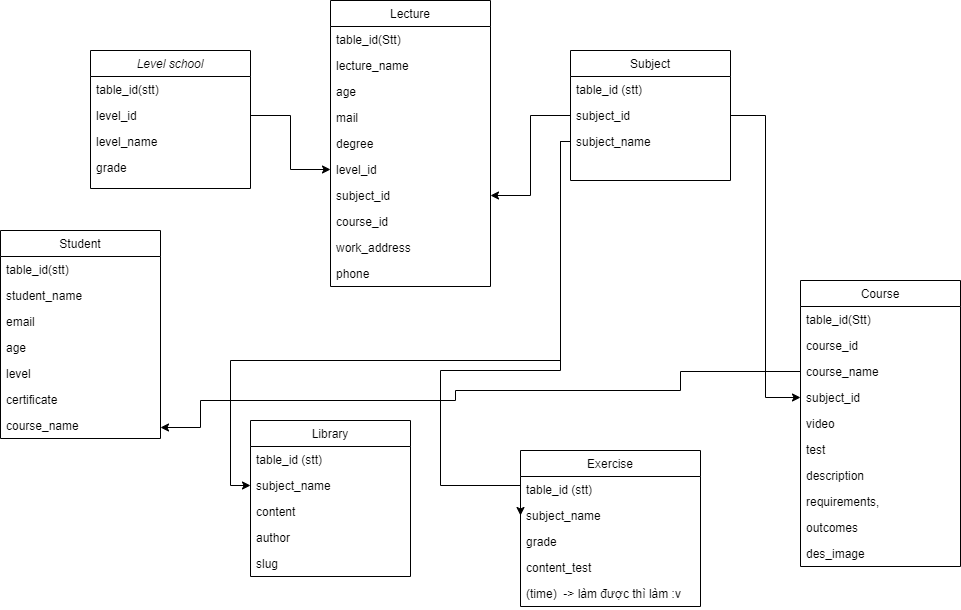 Lecture
table_id(Stt)
lecture_name
age
mail
degree
level_id
subject_id
course_id
work_address
phone
Level school
table_id(stt)
level_id
level_name
grade
Subject
table_id (stt)
subject_id
subject_name
Student
table_id(stt)
student_name
email
age
level
certificate
course_name
Course
table_id(Stt)
course_id
course_name
subject_id
video
test
description
requirements,
outcomes
des_image
Library
table_id (stt)
subject_name
content
author
slug
Exercise
table_id (stt)
subject_name
grade
content_test
(time) -> làm được thì làm :v